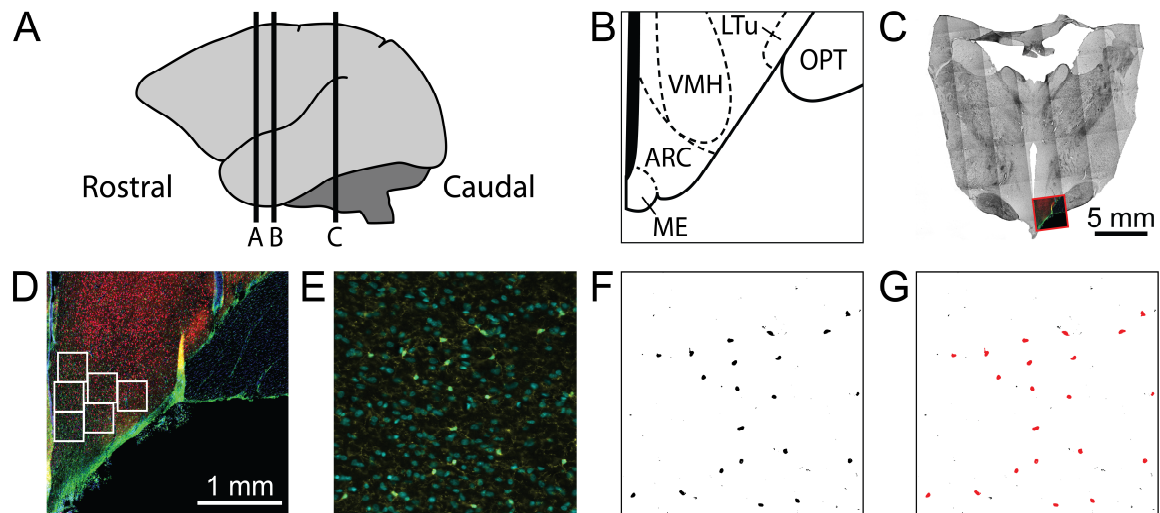 A
Rostral
Caudal
A B C
B
LTu
OPT
VMH
ARC
ME
C
5 mm
D
1 mm
E
F
G